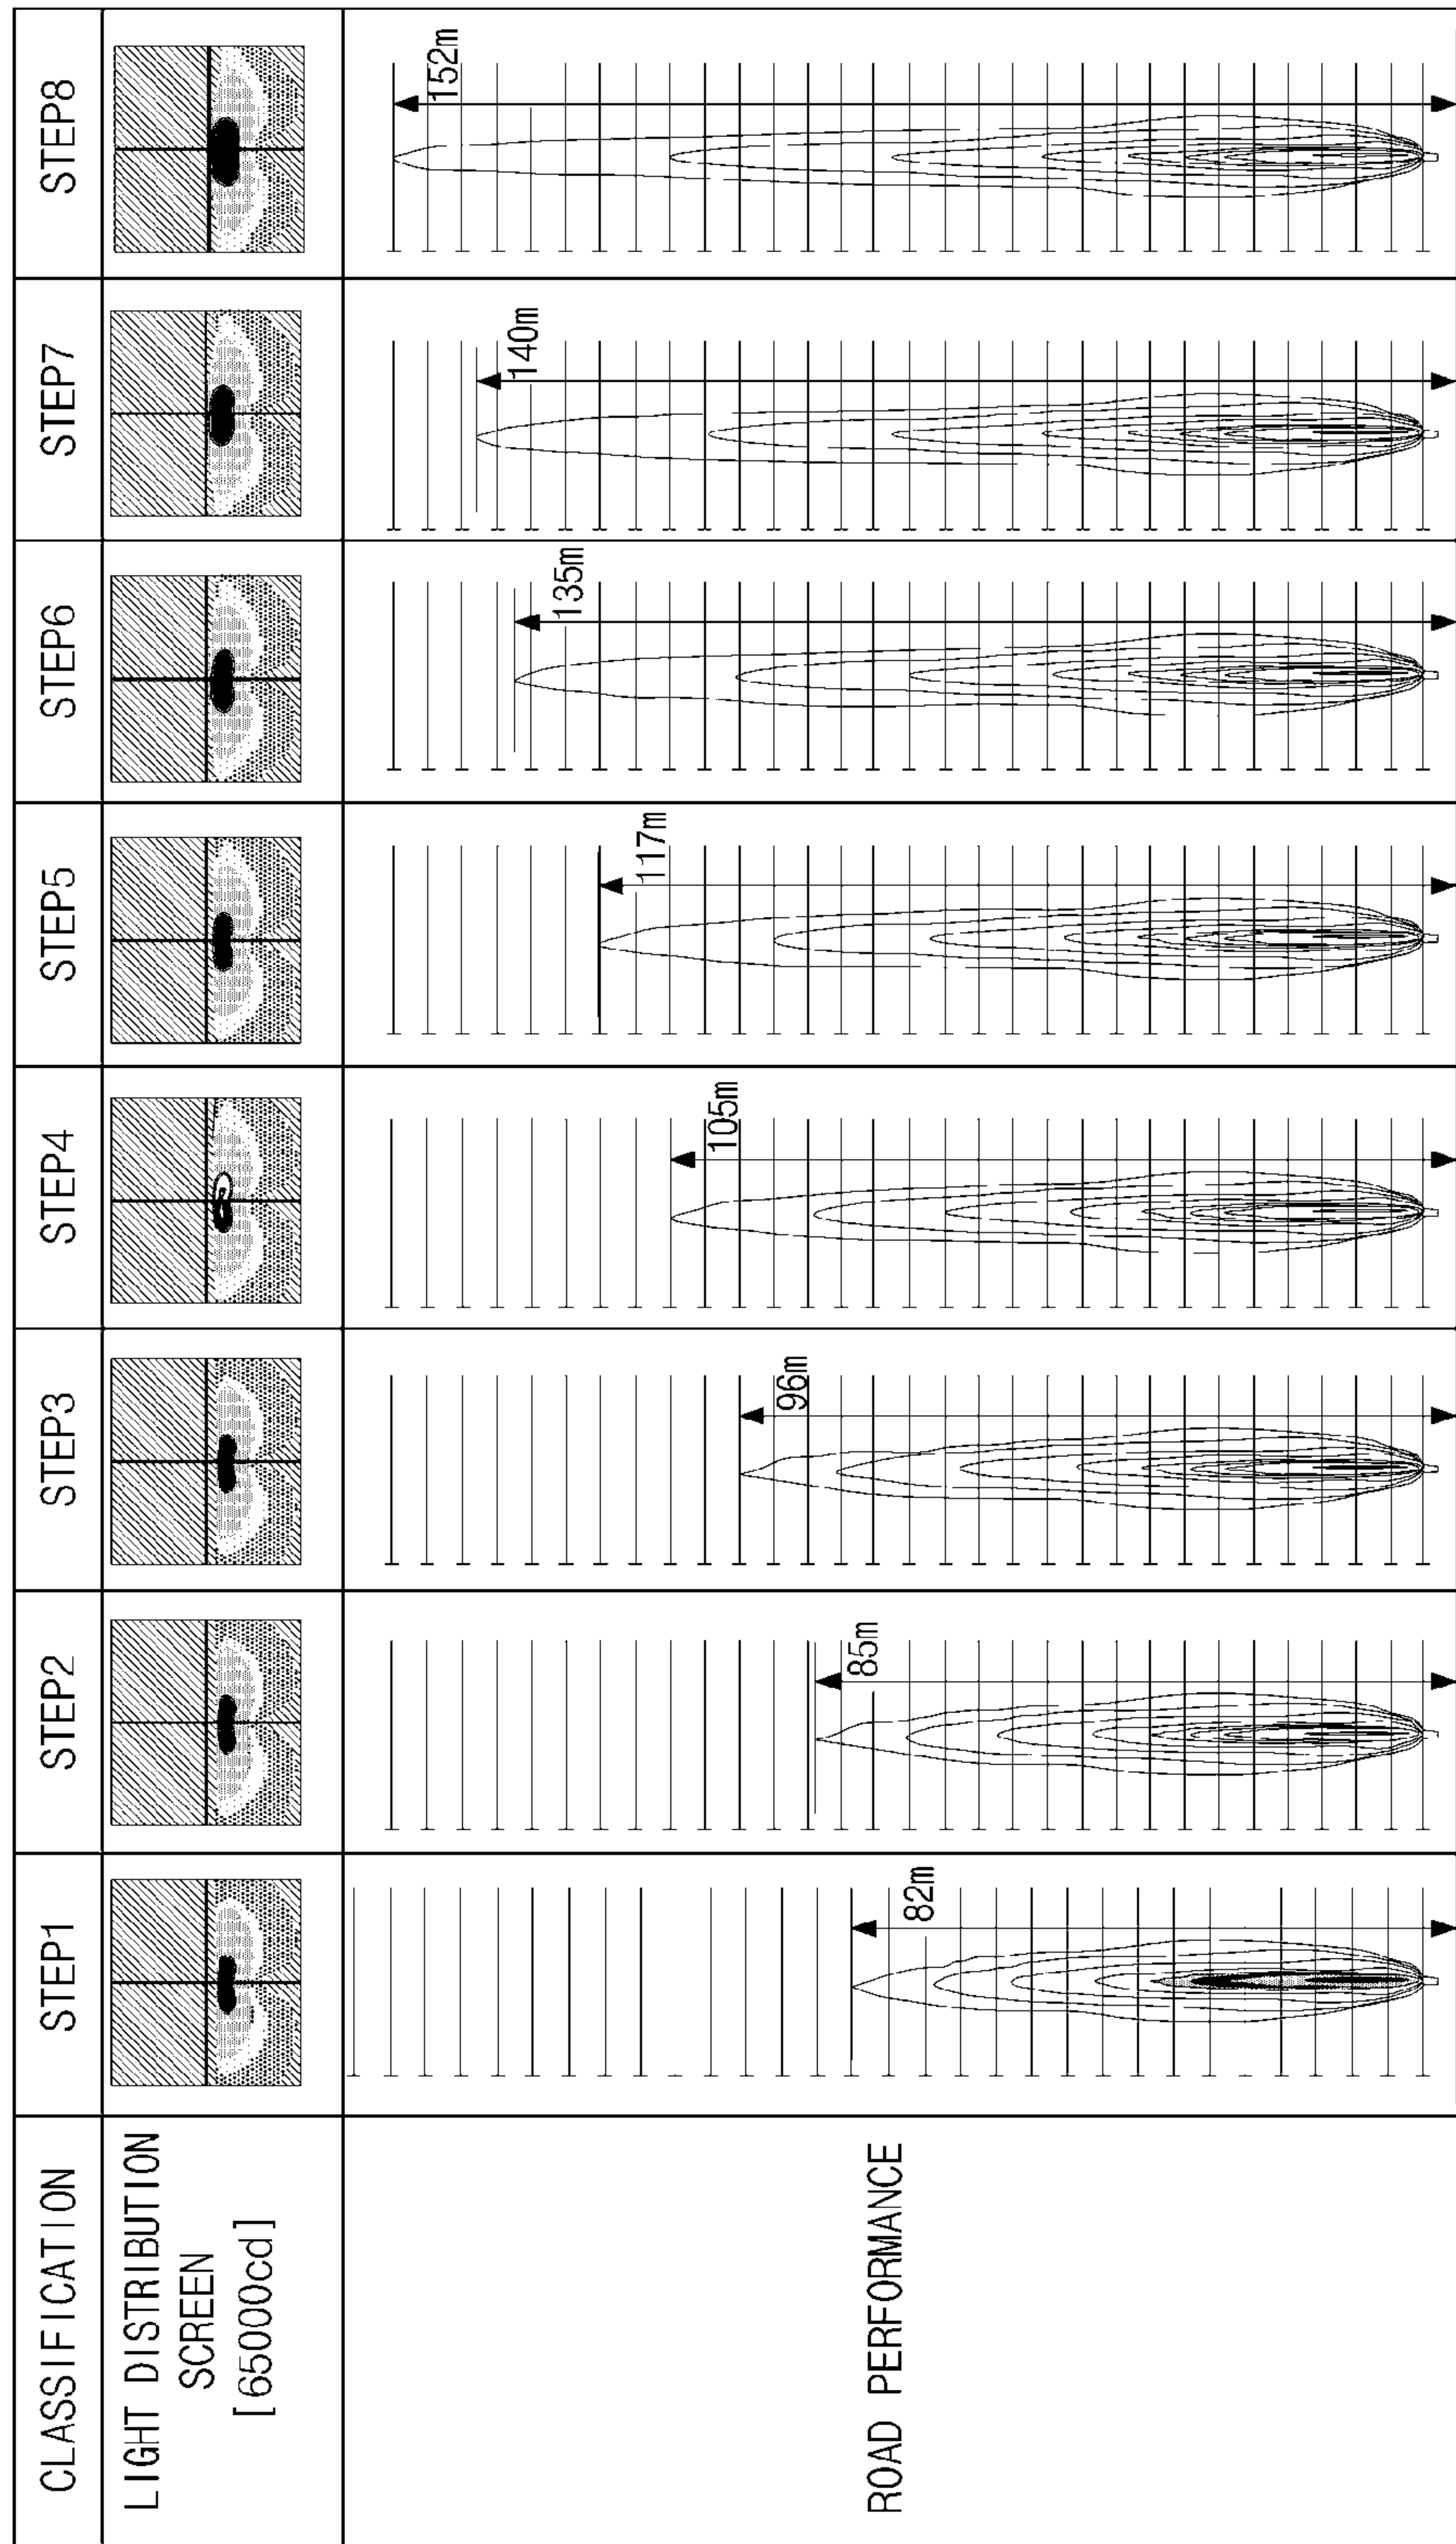 CLASSIFICATION
STEP1
STEP2
STEP3
STEP4
STEP5
STEP6
STEP7
STEP8
LIGHT DISTRIBUTION
SCREEN
[65000cd]
ROAD PERFORMANCE
82m
85m
96m
105m
117m
135m
140m
152m